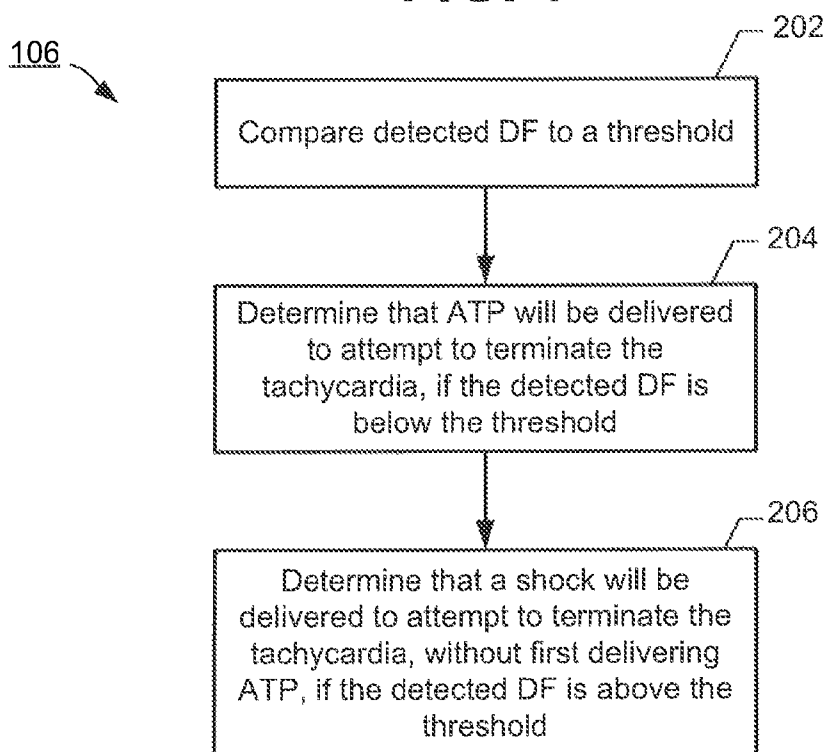 106
202
Compare detected DF to a threshold
204
Determine that ATP will be delivered
to attempt to terminate the
tachycardia, if the detected DF is
below the threshold
206
Determine that a shock will be
delivered to attempt to terminate the
tachycardia, without first delivering
ATP, if the detected DF is above the
threshold